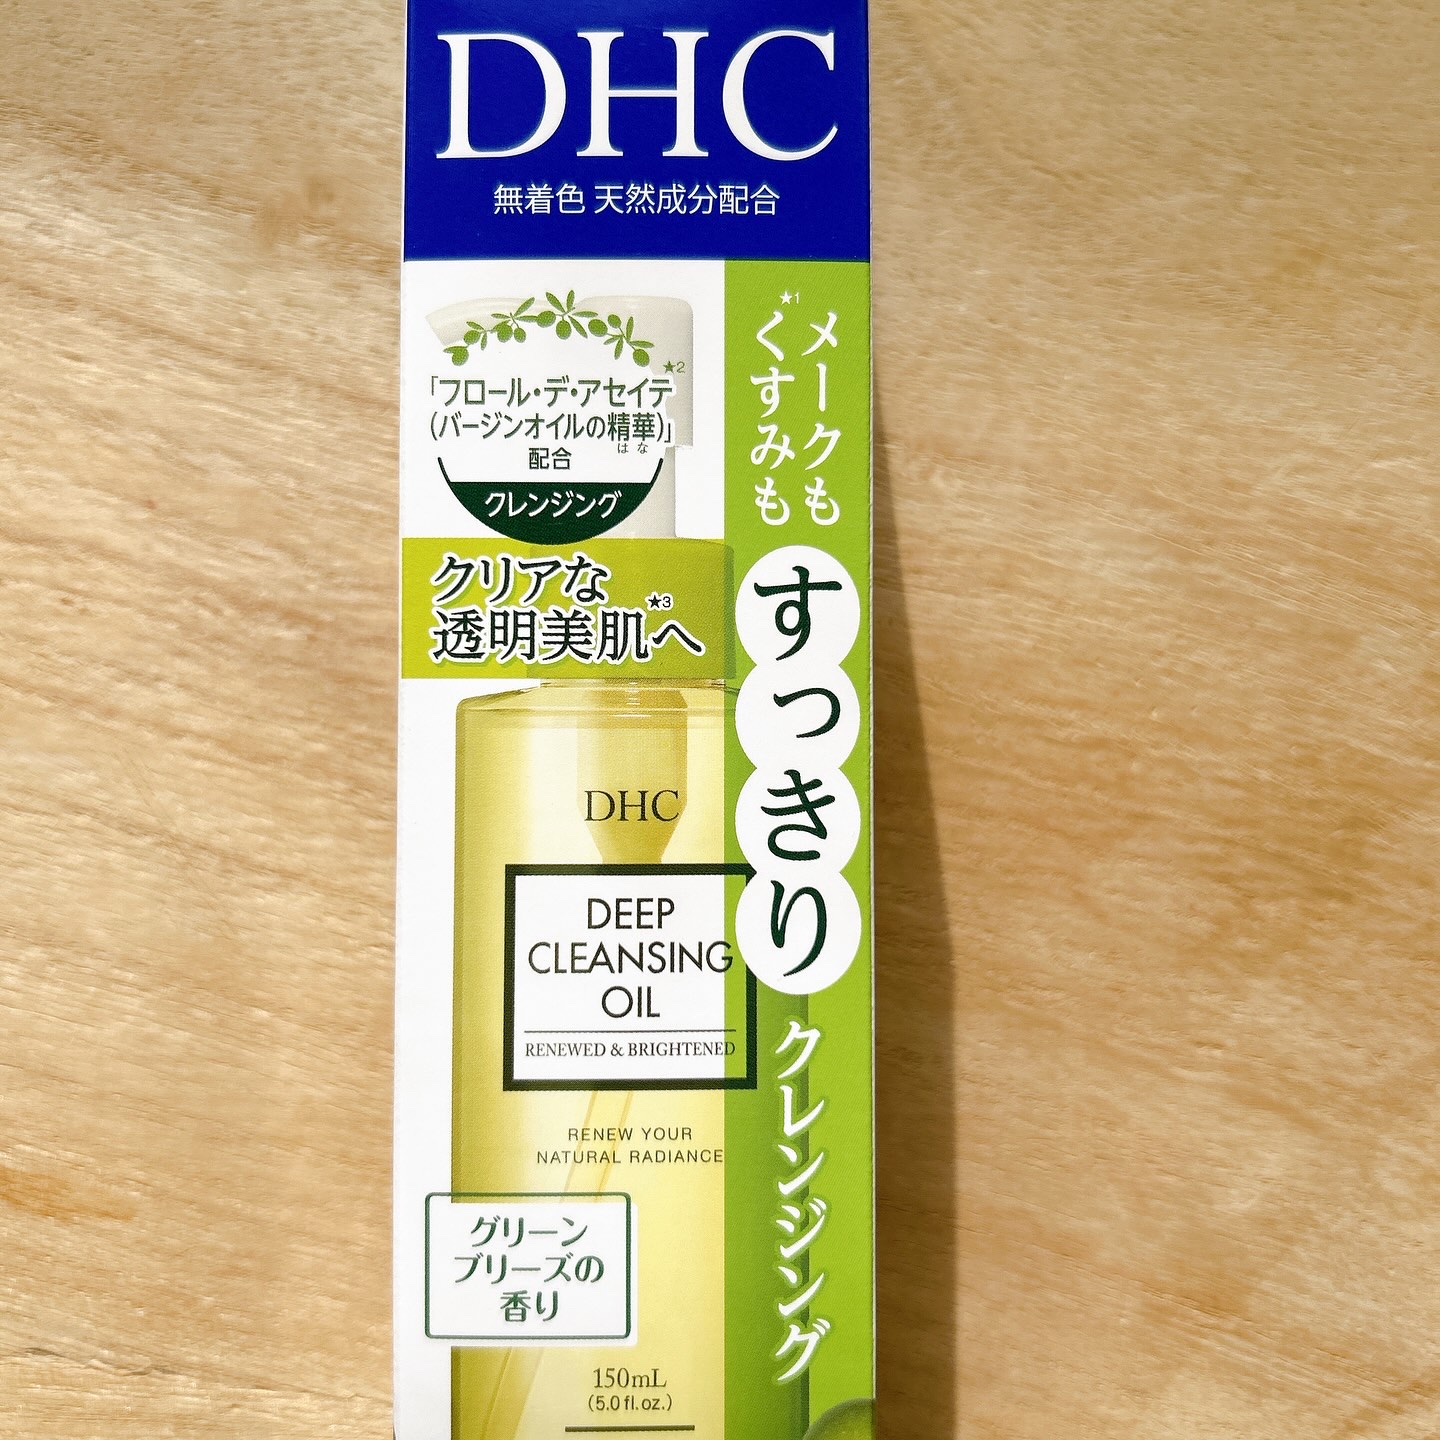 DHC
無着色 天然成分配合
★2
「フロール・デ・アセイテ
(バージンオイルの精華)」
はな
配合
クレンジング
クリアな
透明美肌へ★3
メークも
★1
くすみも
すっきり
クレンジング
DHC
DEEP
CLEANSING
OIL
RENEWED & BRIGHTENED
RENEW YOUR
NATURAL RADIANCE
グリーン
ブリーズの
香り
150mL
(5.0 fl.oz.)